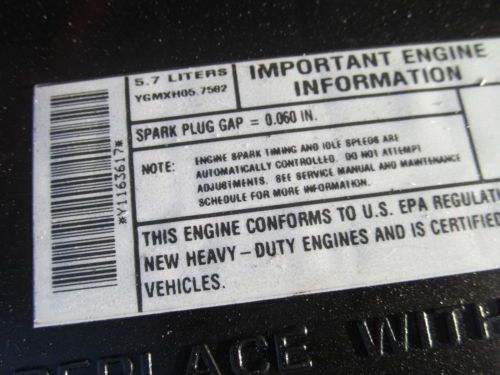 5.7 LITERS
YGMXH05.7582
IMPORTANT ENGINE
INFORMATION
SPARK PLUG GAP = 0.060 IN.
NOTE: ENGINE SPARK TIMING AND IDLE SPEEDS ARE
AUTOMATICALLY CONTROLLED. DO NOT ATTEMPT
ADJUSTMENTS. SEE SERVICE MANUAL AND MAINTENANCE
SCHEDULE FOR MORE INFORMATION.
THIS ENGINE CONFORMS TO U.S. EPA REGULATI
NEW HEAVY-DUTY ENGINES AND IS CERTIFIED
VEHICLES.
*Y1163617*
REPLACE WITH